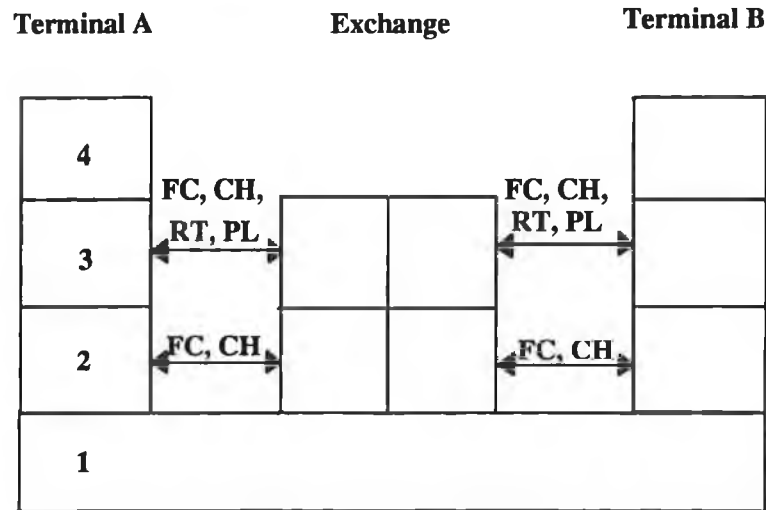 Terminal A Exchange Terminal B
4
FC, CH, FC, CH,
RT, PL RT, PL
3
FC, CH FC, CH
2
1